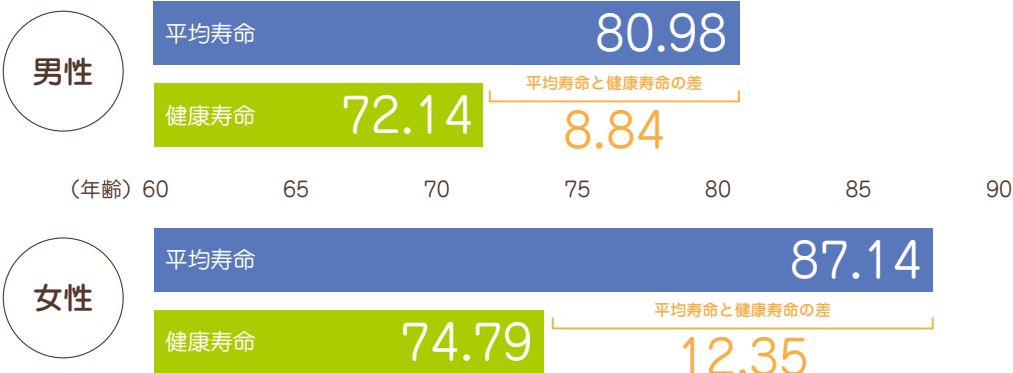 男性
平均寿命 80.98
平均寿命と健康寿命の差
健康寿命 72.14
8.84
(年齢) 60 65 70 75 80 85 90
女性
平均寿命 87.14
平均寿命と健康寿命の差
健康寿命 74.79
12.35